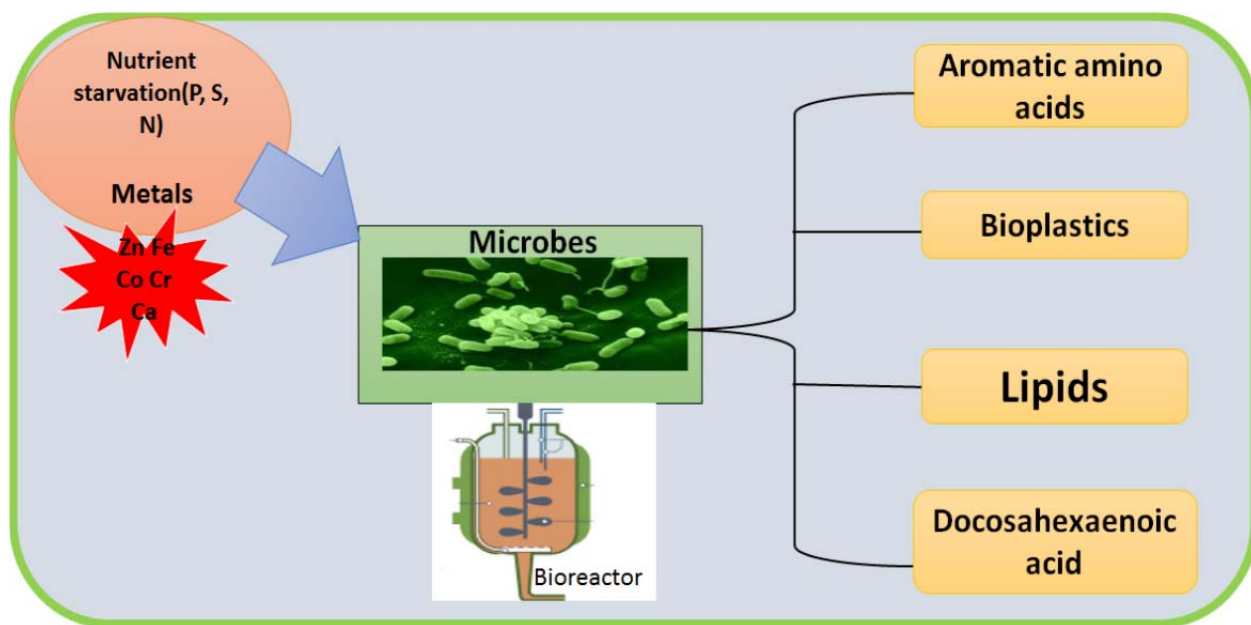 Nutrient
starvation(P, S,
N)
Metals
Zn Fe
Co Cr
Ca
Microbes
Bioreactor
Aromatic amino
acids
Bioplastics
Lipids
Docosahexaenoic
acid